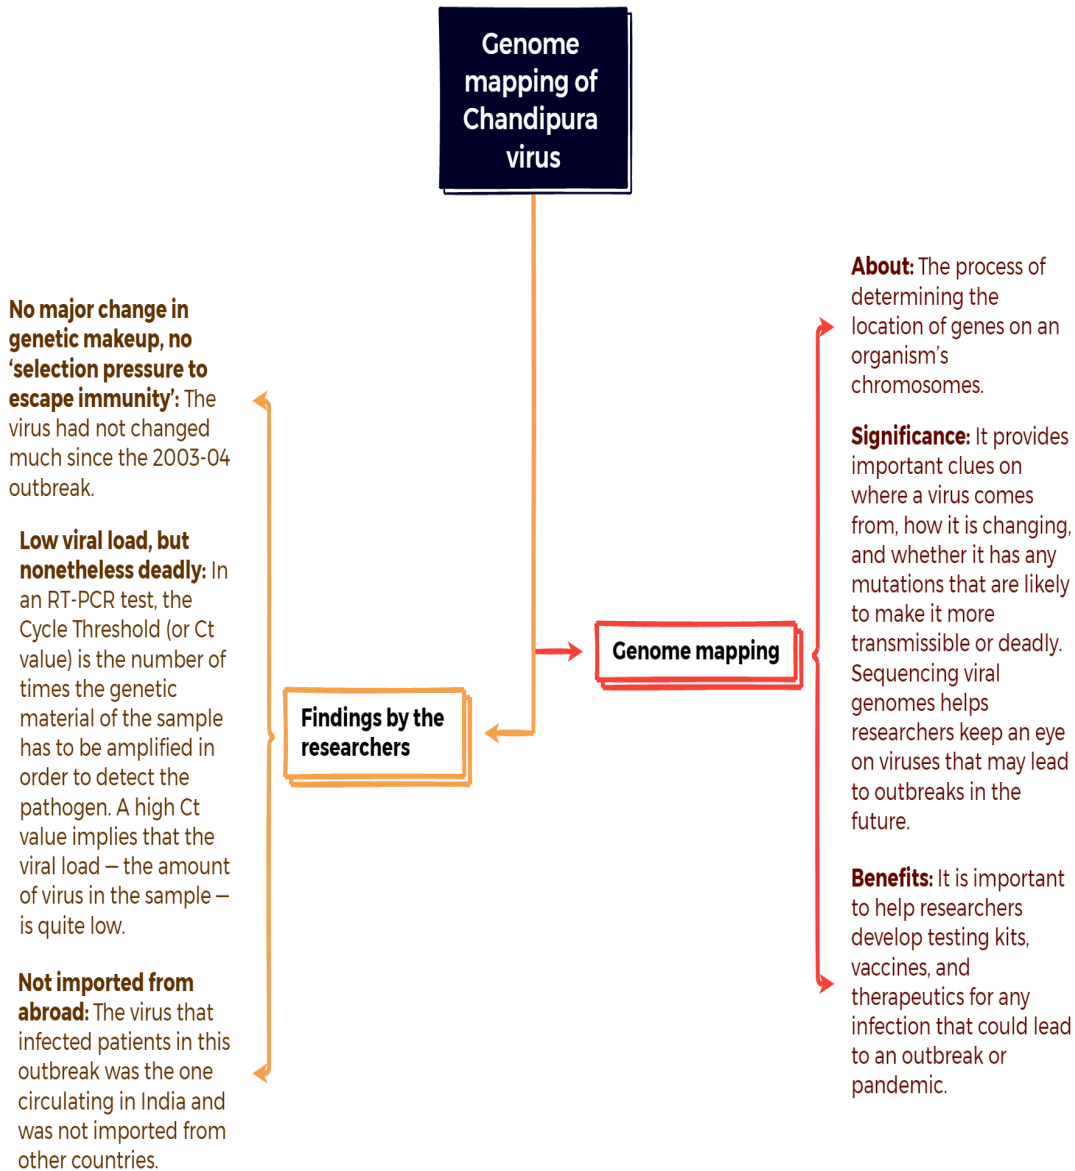 Genome
mapping of
Chandipura
virus
No major change in
genetic makeup, no
‘selection pressure to
escape immunity’: The
virus had not changed
much since the 2003-04
outbreak.
Low viral load, but
nonetheless deadly: In
an RT-PCR test, the
Cycle Threshold (or Ct
value) is the number of
times the genetic
material of the sample
has to be amplified in
order to detect the
pathogen. A high Ct
value implies that the
viral load – the amount
of virus in the sample –
is quite low.
Not imported from
abroad: The virus that
infected patients in this
outbreak was the one
circulating in India and
was not imported from
other countries.
Findings by the
researchers
Genome mapping
About: The process of
determining the
location of genes on an
organism’s
chromosomes.
Significance: It provides
important clues on
where a virus comes
from, how it is changing,
and whether it has any
mutations that are likely
to make it more
transmissible or deadly.
Sequencing viral
genomes helps
researchers keep an eye
on viruses that may lead
to outbreaks in the
future.
Benefits: It is important
to help researchers
develop testing kits,
vaccines, and
therapeutics for any
infection that could lead
to an outbreak or
pandemic.